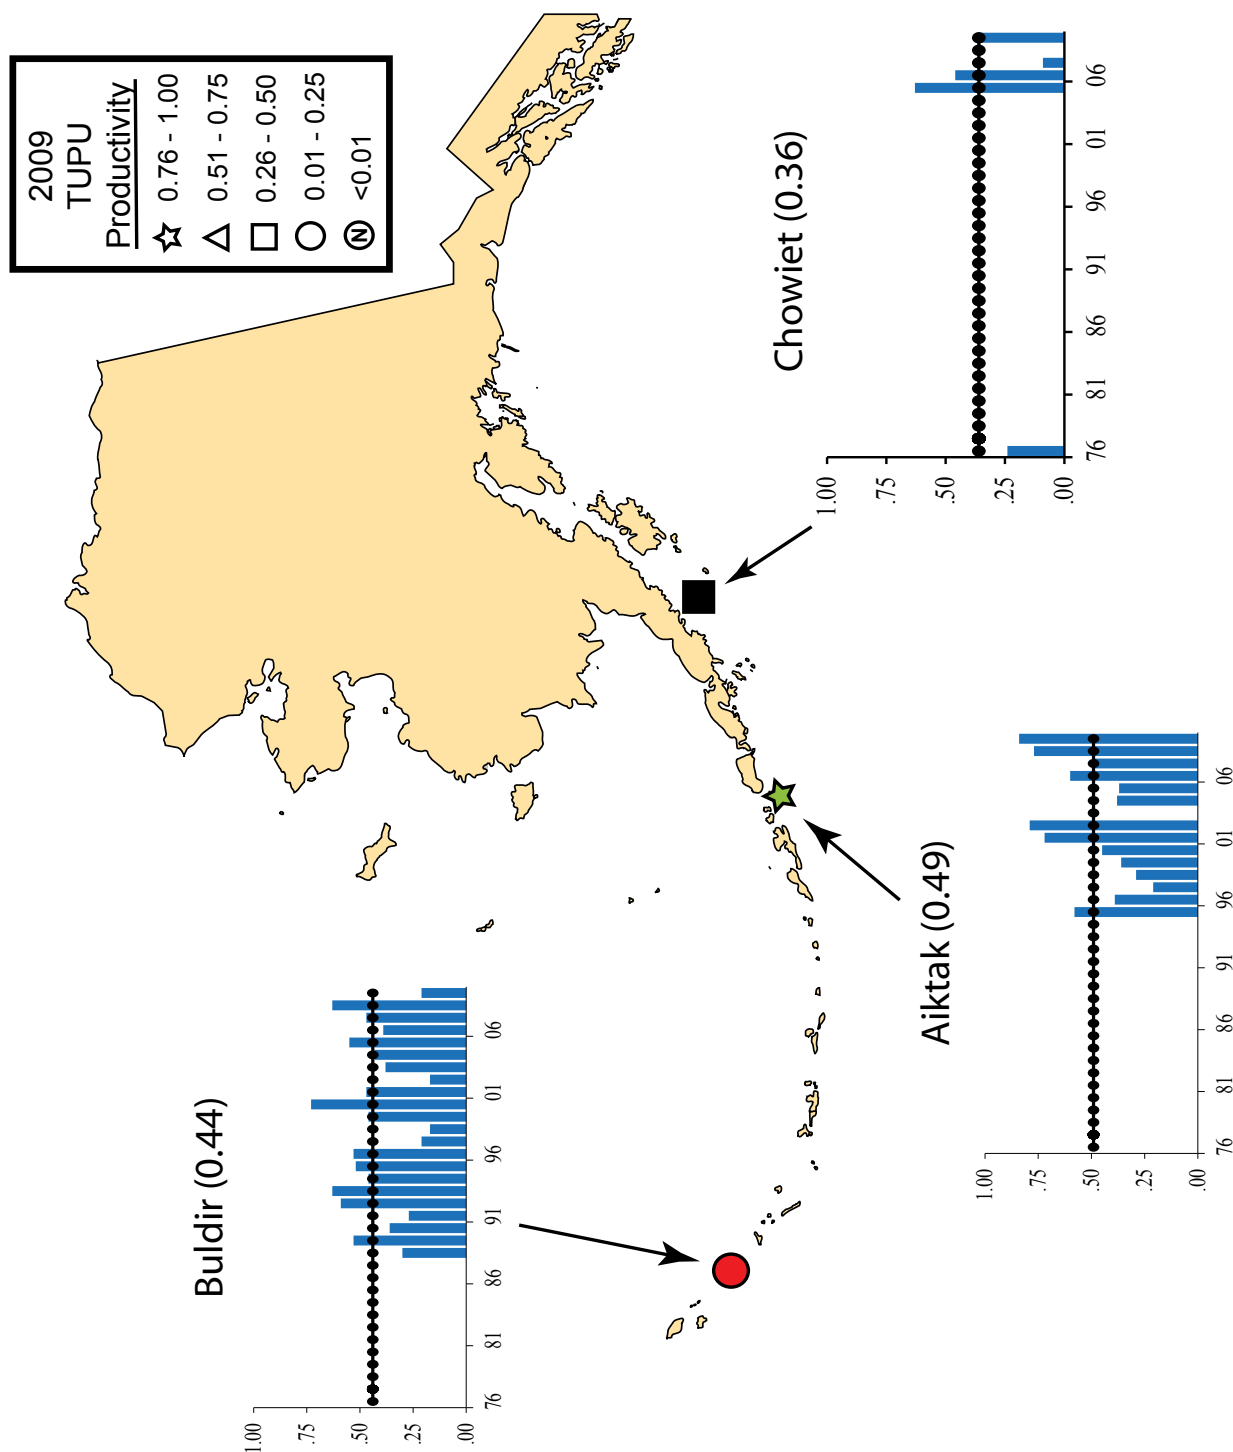 2009
TUPU
Productivity
0.76 - 1.00
0.51 - 0.75
0.26 - 0.50
0.01 - 0.25
N <0.01
Buldir (0.44)
1.00
.75
.50
.25
.00
76 81 86 91 96 01 06
Aiktak (0.49)
1.00
.75
.50
.25
.00
76 81 86 91 96 01 06
Chowiet (0.36)
1.00
.75
.50
.25
.00
76 81 86 91 96 01 06